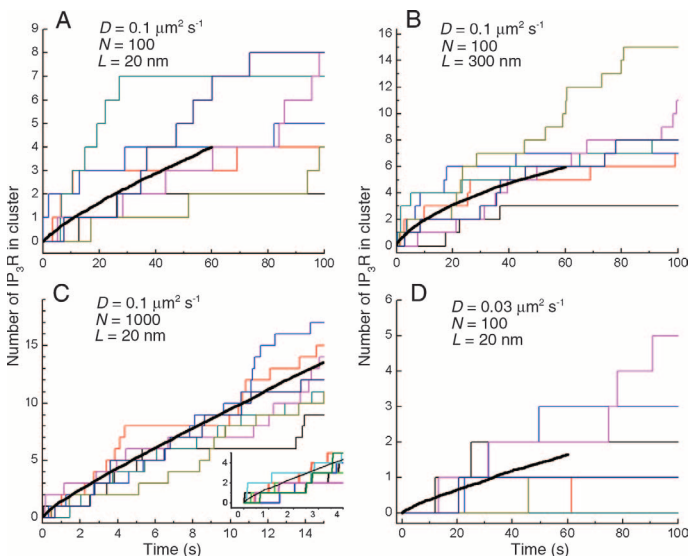 Number of IP3R in cluster
A
D = 0.1 μm² s⁻¹
N = 100
L = 20 nm
9
8
7
6
5
4
3
2
1
0
0 20 40 60 80 100
B
D = 0.1 μm² s⁻¹
N = 100
L = 300 nm
16
14
12
10
8
6
4
2
0
0 20 40 60 80 100
C
D = 0.1 μm² s⁻¹
N = 1000
L = 20 nm
15
10
5
0
4
2
0
0 1 2 3 4
0 2 4 6 8 10 12 14
Time (s)
D
D = 0.03 μm² s⁻¹
N = 100
L = 20 nm
6
5
4
3
2
1
0
0 20 40 60 80 100
Time (s)